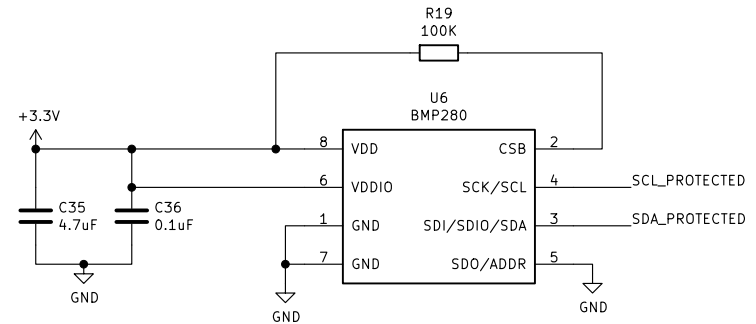 R19
100K
U6
BMP280
+3.3V
8 VDD CSB 2
6 VDDIO SCK/SCL 4 SCL_PROTECTED
C35
4.7uF
C36
0.1uF
1 GND SDI/SDIO/SDA 3 SDA_PROTECTED
7 GND SDO/ADDR 5
GND
GND
GND